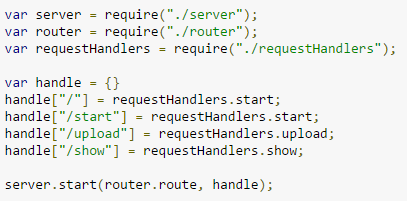 var server = require("./server");
var router = require("./router");
var requestHandlers = require("./requestHandlers");
var handle = {}
handle["/"] = requestHandlers.start;
handle["/start"] = requestHandlers.start;
handle["/upload"] = requestHandlers.upload;
handle["/show"] = requestHandlers.show;
server.start(router.route, handle);